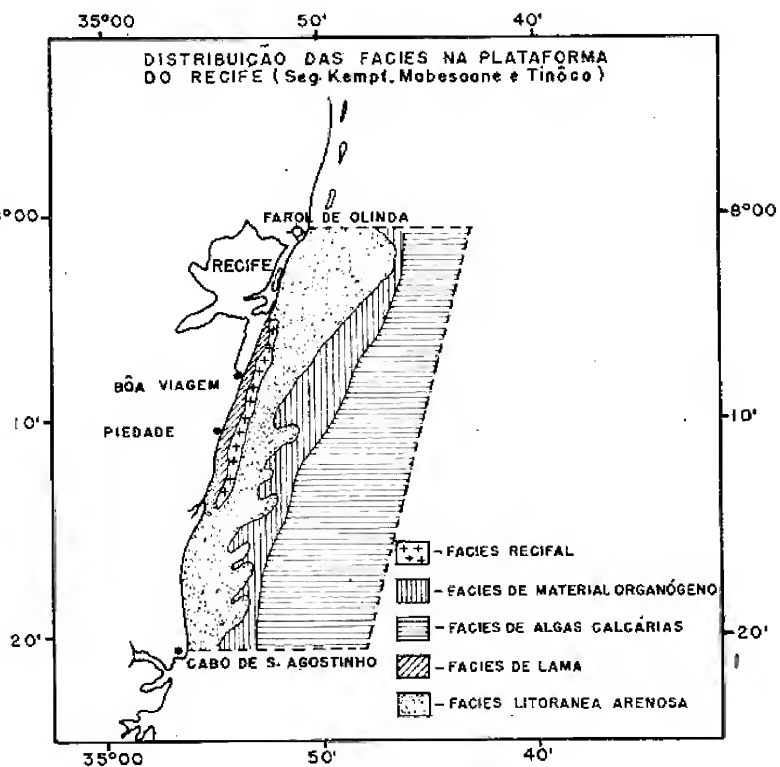 35°00 50' 40'
DISTRIBUIÇÃO DAS FACIES NA PLATAFORMA
DO RECIFE (Seg. Kempf, Mabesoone e Tinôco)
8°00 8°00
FAROL DE OLINDA
RECIFE
BÔA VIAGEM
10' 10'
PIEDADE
- FACIES RECIFAL
- FACIES DE MATERIAL ORGANÓGENO
- FACIES DE ALGAS CALCÁRIAS
20' 20'
CABO DE S. AGOSTINHO
- FACIES DE LAMA
- FACIES LITORANEA ARENOSA
35°00 50' 40'